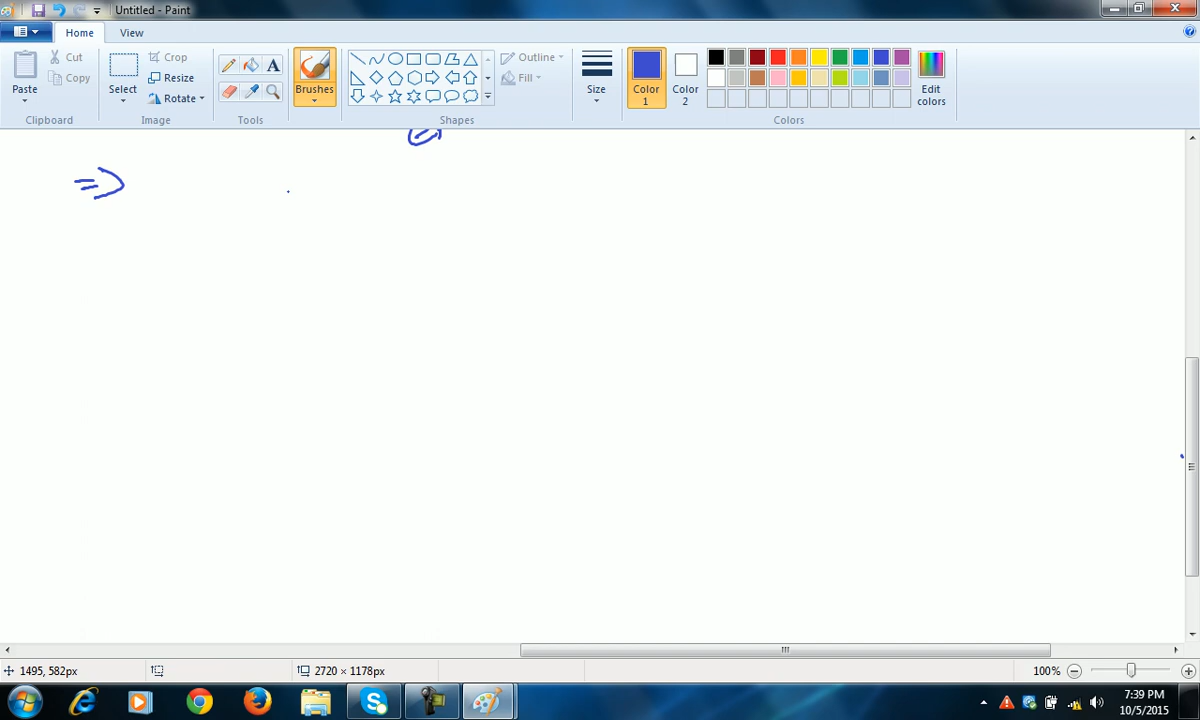 Untitled - Paint
Home View
Paste
Cut
Copy
Clipboard
Select
Crop
Resize
Rotate
Image
A
Tools
Brushes
Shapes
Outline
Fill
Size
Color 1
Color 2
Edit colors
Colors
⇒
1495, 582px
2720 × 1178px
100%
7:39 PM
10/5/2015